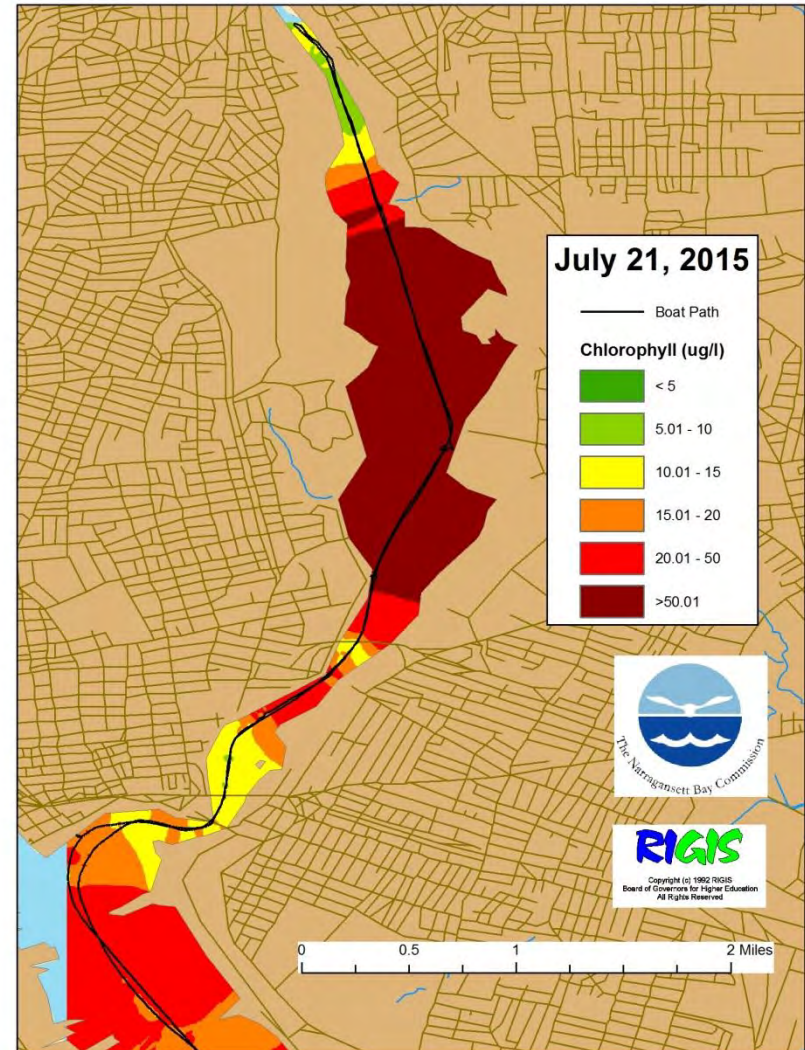 July 21, 2015
Boat Path
Chlorophyll (ug/l)
< 5
5.01 - 10
10.01 - 15
15.01 - 20
20.01 - 50
>50.01
The Narragansett Bay Commission
RIGIS
Copyright (c) 1992 RIGIS
Board of Governors for Higher Education
All Rights Reserved
0 0.5 1 2 Miles